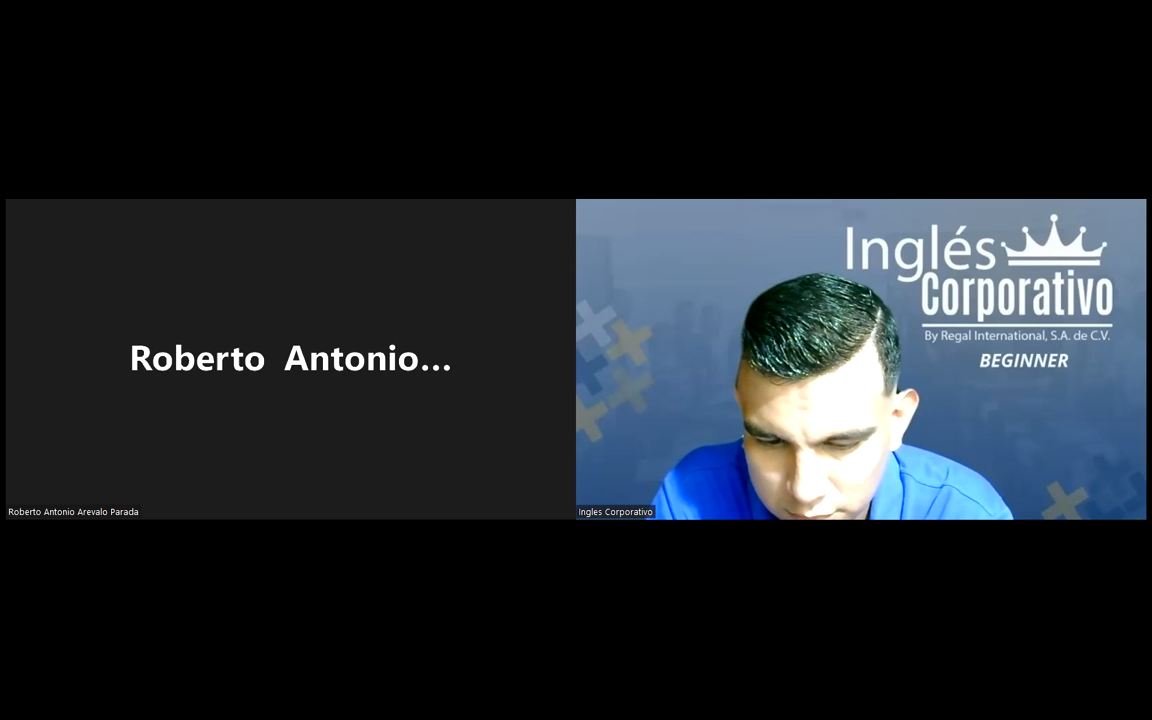 Roberto Antonio...
Roberto Antonio Arevalo Parada
Inglés
Corporativo
By Regal International, S.A. de C.V.
BEGINNER
Ingles Corporativo